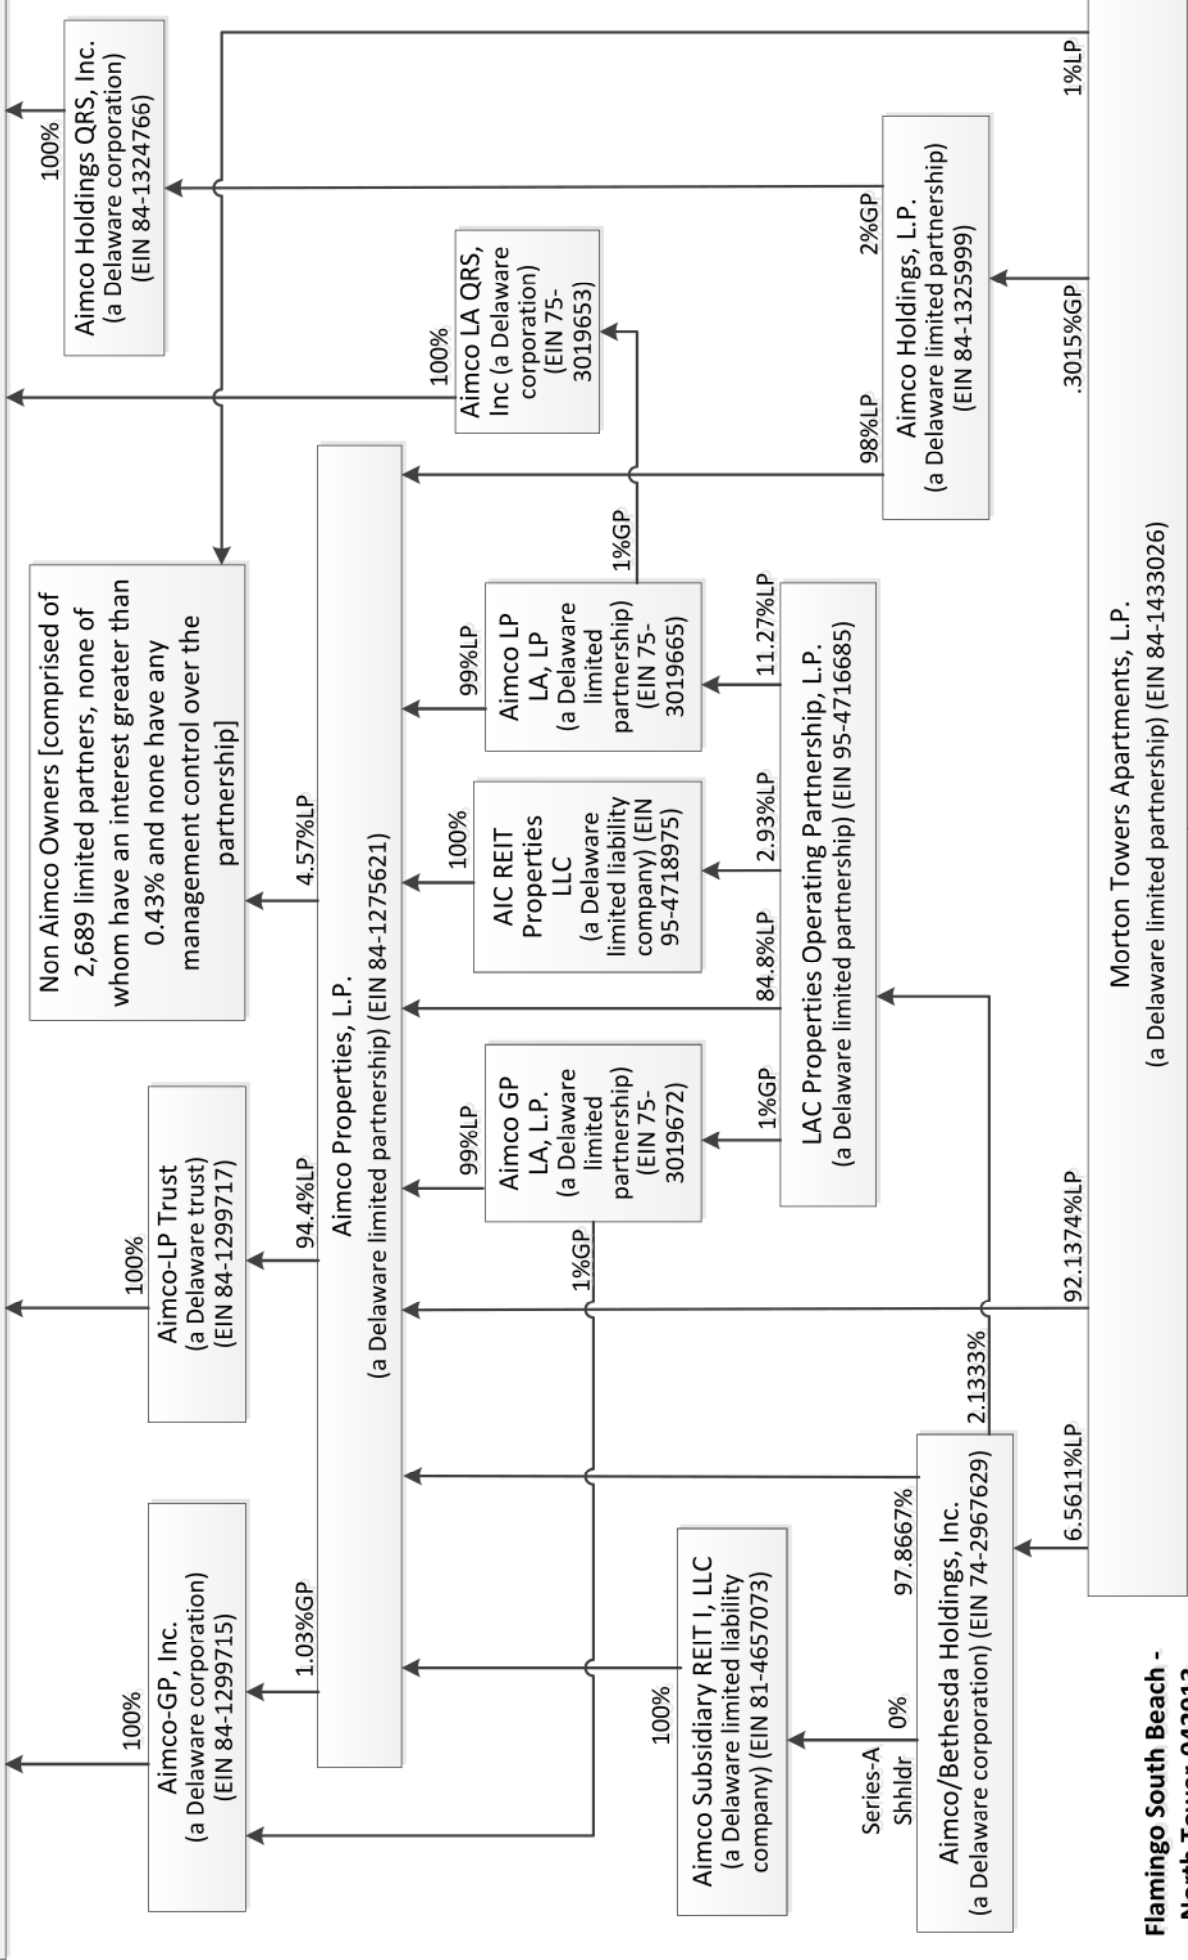 100%
Aimco-GP, Inc.
(a Delaware corporation)
(EIN 84-1299715)
100%
Aimco-LP Trust
(a Delaware trust)
(EIN 84-1299717)
Non Aimco Owners [comprised of
2,689 limited partners, none of
whom have an interest greater than
0.43% and none have any
management control over the
partnership]
100%
Aimco Holdings QRS, Inc.
(a Delaware corporation)
(EIN 84-1324766)
1.03%GP
94.4%LP
4.57%LP
Aimco Properties, L.P.
(a Delaware limited partnership) (EIN 84-1275621)
100%
Aimco LA QRS,
Inc (a Delaware
corporation)
(EIN 75-
3019653)
99%LP
Aimco GP
LA, L.P.
(a Delaware
limited
partnership)
(EIN 75-
3019672)
1%GP
100%
AIC REIT
Properties
LLC
(a Delaware
limited liability
company) (EIN
95-4718975)
99%LP
Aimco LP
LA, LP
(a Delaware
limited
partnership)
(EIN 75-
3019665)
1%GP
100%
Aimco Subsidiary REIT I, LLC
(a Delaware limited liability
company) (EIN 81-4657073)
1%GP
84.8%LP
2.93%LP
11.27%LP
LAC Properties Operating Partnership, L.P.
(a Delaware limited partnership) (EIN 95-4716685)
Series-A
Shhldr
0%
97.8667%
2.1333%
Aimco/Bethesda Holdings, Inc.
(a Delaware corporation) (EIN 74-2967629)
98%LP
2%GP
Aimco Holdings, L.P.
(a Delaware limited partnership)
(EIN 84-1325999)
6.5611%LP
92.1374%LP
.3015%GP
1%LP
Morton Towers Apartments, L.P.
(a Delaware limited partnership) (EIN 84-1433026)
Flamingo South Beach -
North Tower